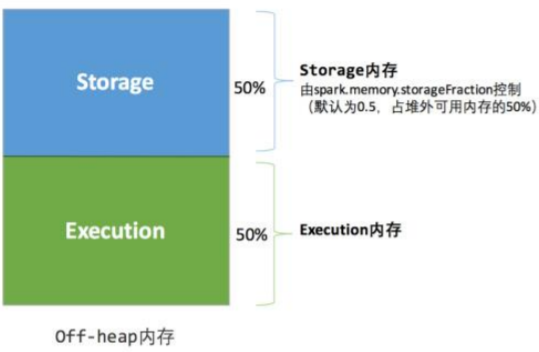 Storage
50%
Storage内存
由spark.memory.storageFraction控制
（默认为0.5，占堆外可用内存的50%）
Execution
50%
Execution内存
Off-heap内存